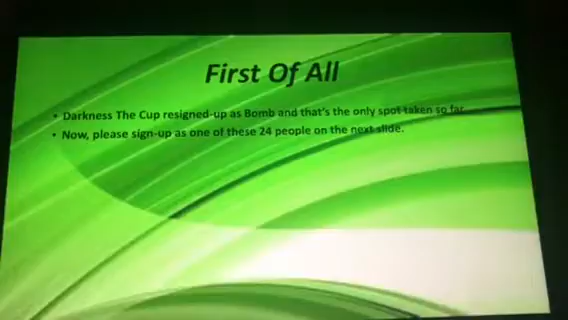 First Of All
• Darkness The Cup resigned-up as Bomb and that's the only spot taken so far.
• Now, please sign-up as one of these 24 people on the next slide.